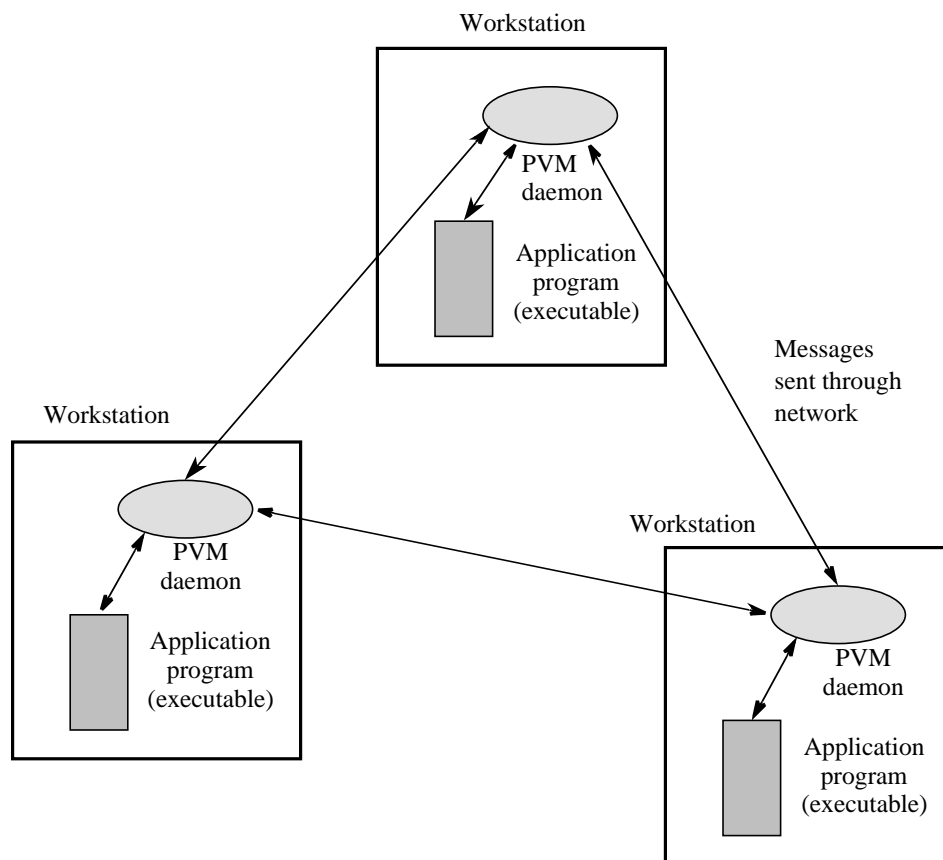 Workstation
PVM
daemon
Application
program
(executable)
Messages
sent through
network
Workstation
PVM
daemon
Application
program
(executable)
Workstation
PVM
daemon
Application
program
(executable)